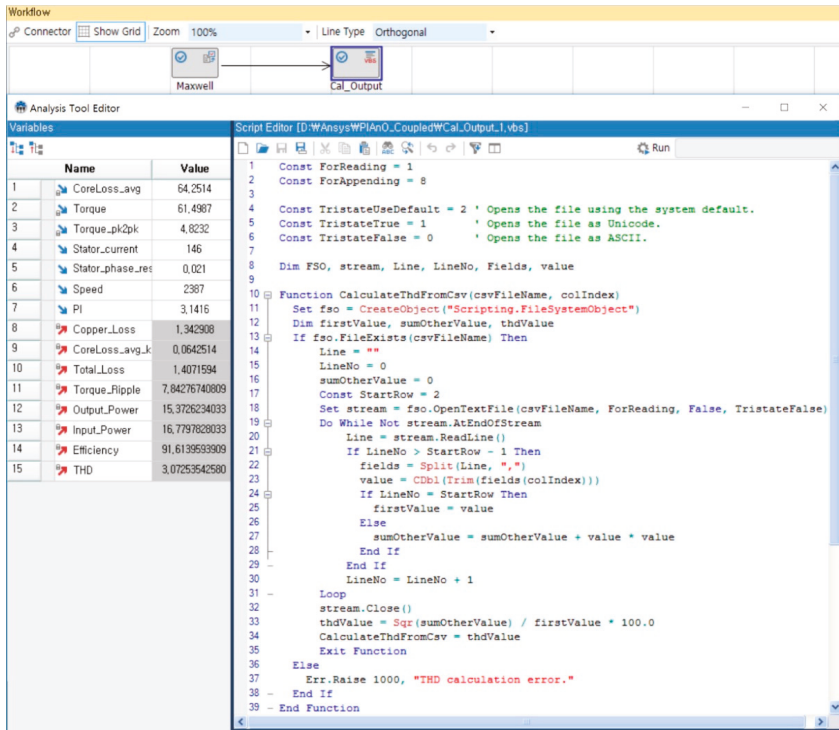 Workflow
Connector Show Grid Zoom 100% Line Type Orthogonal
VBS
Maxwell Cal_Output
Analysis Tool Editor
Variables
Script Editor [D:₩Ansys₩PIAnO_Coupled₩Cal_Output_1.vbs]
Run
Name Value
1 CoreLoss_avg 64,2514
2 Torque 61,4987
3 Torque_pk2pk 4,8232
4 Stator_current 146
5 Stator_phase_res 0,021
6 Speed 2387
7 PI 3,1416
8 Copper_Loss 1,342908
9 CoreLoss_avg_k 0,0642514
10 Total_Loss 1,4071594
11 Torque_Ripple 7,84276740809
12 Output_Power 15,3726234033
13 Input_Power 16,7797828033
14 Efficiency 91,6139593909
15 THD 3,07253542580
1 Const ForReading = 1
2 Const ForAppending = 8
3
4 Const TristateUseDefault = 2 ' Opens the file using the system default.
5 Const TristateTrue = 1 ' Opens the file as Unicode.
6 Const TristateFalse = 0 ' Opens the file as ASCII.
7
8 Dim FSO, stream, Line, LineNo, Fields, value
9
10 Function CalculateThdFromCsv(csvFileName, colIndex)
11 Set fso = CreateObject("Scripting.FileSystemObject")
12 Dim firstValue, sumOtherValue, thdValue
13 If fso.FileExists(csvFileName) Then
14 Line = ""
15 LineNo = 0
16 sumOtherValue = 0
17 Const StartRow = 2
18 Set stream = fso.OpenTextFile(csvFileName, ForReading, False, TristateFalse)
19 Do While Not stream.AtEndOfStream
20 Line = stream.ReadLine()
21 If LineNo > StartRow - 1 Then
22 fields = Split(Line, ",")
23 value = CDbl(Trim(fields(colIndex)))
24 If LineNo = StartRow Then
25 firstValue = value
26 Else
27 sumOtherValue = sumOtherValue + value * value
28 End If
29 End If
30 LineNo = LineNo + 1
31 Loop
32 stream.Close()
33 thdValue = Sqr(sumOtherValue) / firstValue * 100.0
34 CalculateThdFromCsv = thdValue
35 Exit Function
36 Else
37 Err.Raise 1000, "THD calculation error."
38 End If
39 End Function